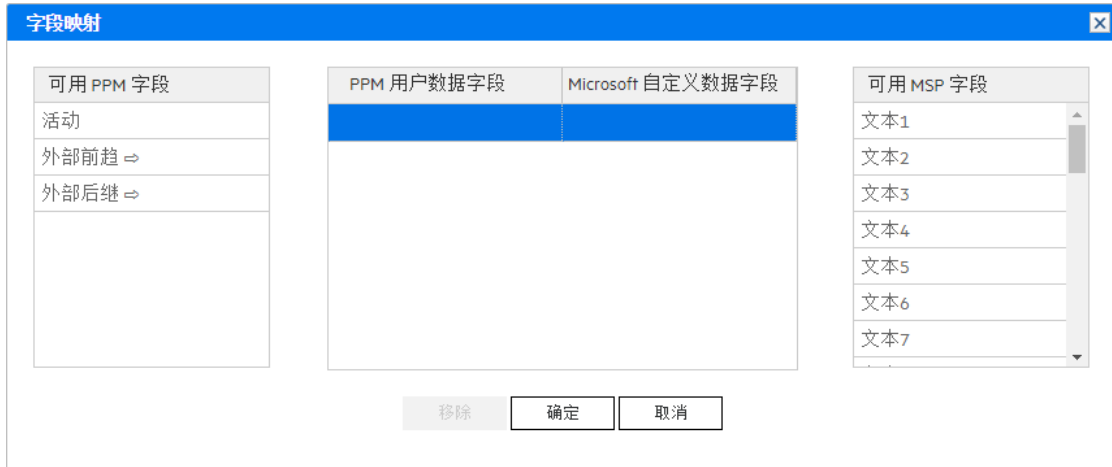 字段映射
可用 PPM 字段
活动
外部前趋 ⇨
外部后继 ⇨
PPM 用户数据字段 Microsoft 自定义数据字段
可用 MSP 字段
文本1
文本2
文本3
文本4
文本5
文本6
文本7
移除 确定 取消